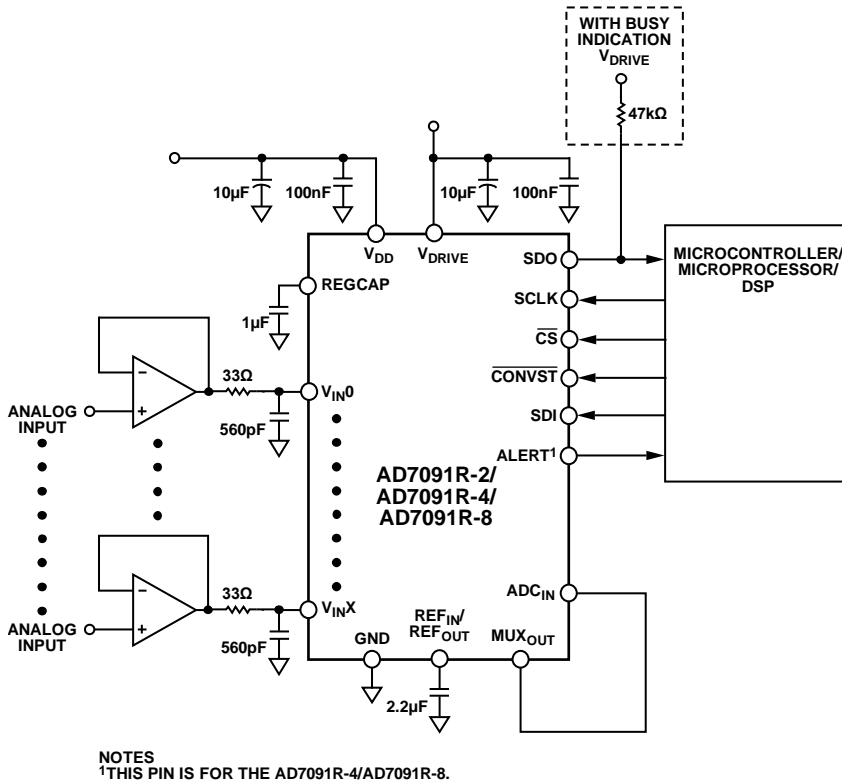 WITH BUSY
INDICATION
VDRIVE
47kΩ
10µF
100nF
10µF
100nF
VDD
VDRIVE
REGCAP
1µF
SDO
SCLK
CS
CONVST
SDI
ALERT1
MICROCONTROLLER/
MICROPROCESSOR/
DSP
33Ω
VIN0
560pF
ANALOG
INPUT
AD7091R-2/
AD7091R-4/
AD7091R-8
33Ω
VINX
560pF
ANALOG
INPUT
ADCIN
GND
REFIN/
REFOUT
MUXOUT
2.2µF
NOTES
1THIS PIN IS FOR THE AD7091R-4/AD7091R-8.